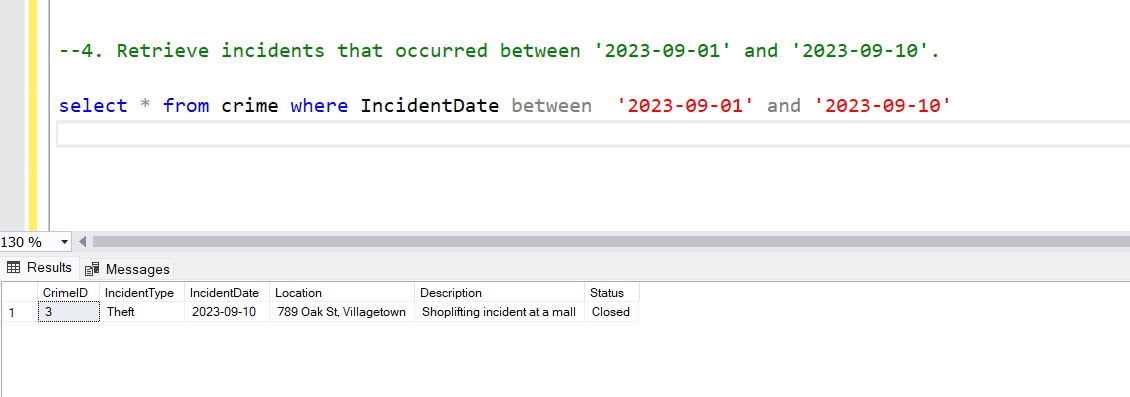 --4. Retrieve incidents that occurred between '2023-09-01' and '2023-09-10'.
select * from crime where IncidentDate between  '2023-09-01' and '2023-09-10'
130 %
Results Messages
CrimeID IncidentType IncidentDate Location Description Status
1 3 Theft 2023-09-10 789 Oak St, Villagetown Shoplifting incident at a mall Closed